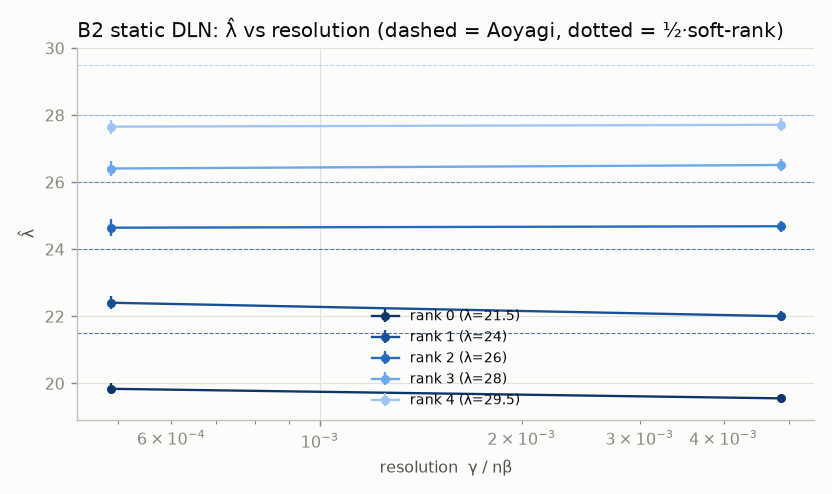 B2 static DLN: λ̂ vs resolution (dashed = Aoyagi, dotted = ½·soft-rank)
30
28
26
24
22
20
λ̂
rank 0 (λ=21.5)
rank 1 (λ=24)
rank 2 (λ=26)
rank 3 (λ=28)
rank 4 (λ=29.5)
6 × 10⁻⁴
10⁻³
2 × 10⁻³
3 × 10⁻³
4 × 10⁻³
resolution γ / nβ